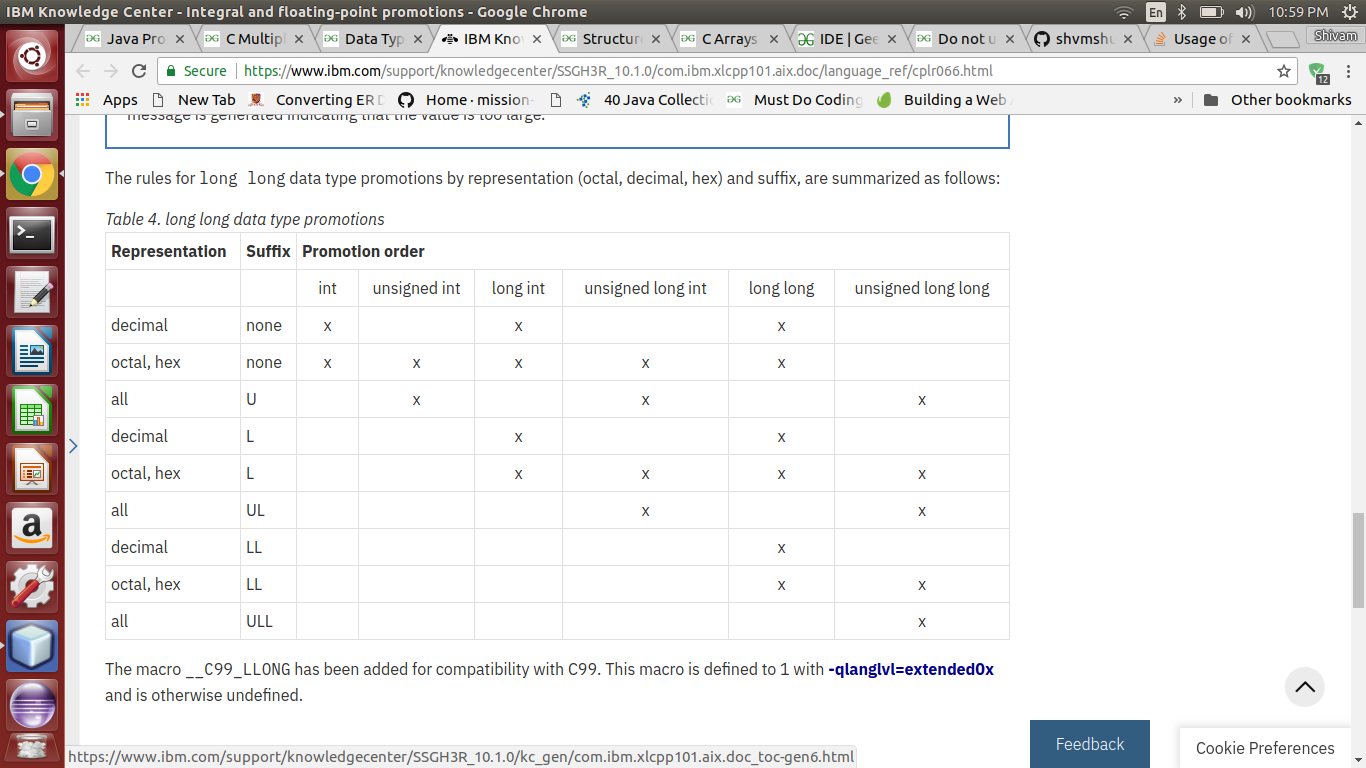 IBM Knowledge Center - Integral and floating-point promotions - Google Chrome
En
10:59 PM
Java Pro
C Multipl
Data Typ
IBM Kno
Structur
C Arrays
IDE | Gee
Do not u
shvmshu
Usage of
Shivam
Secure
https://www.ibm.com/support/knowledgecenter/SSGH3R_10.1.0/com.ibm.xlcpp101.aix.doc/language_ref/cplr066.html
12
Apps
New Tab
Converting ER D
Home · mission-
40 Java Collecti
Must Do Coding
Building a Web
»
Other bookmarks
message is generated indicating that the value is too large.
The rules for long long data type promotions by representation (octal, decimal, hex) and suffix, are summarized as follows:
Table 4. long long data type promotions
Representation Suffix Promotion order
int unsigned int long int unsigned long int long long unsigned long long
decimal none x x x
octal, hex none x x x x x
all U x x x
decimal L x x
octal, hex L x x x x
all UL x x
decimal LL x
octal, hex LL x x
all ULL x
The macro __C99_LLONG has been added for compatibility with C99. This macro is defined to 1 with -qlanglvl=extended0x
and is otherwise undefined.
Feedback
Cookie Preferences
https://www.ibm.com/support/knowledgecenter/SSGH3R_10.1.0/kc_gen/com.ibm.xlcpp101.aix.doc_toc-gen6.html